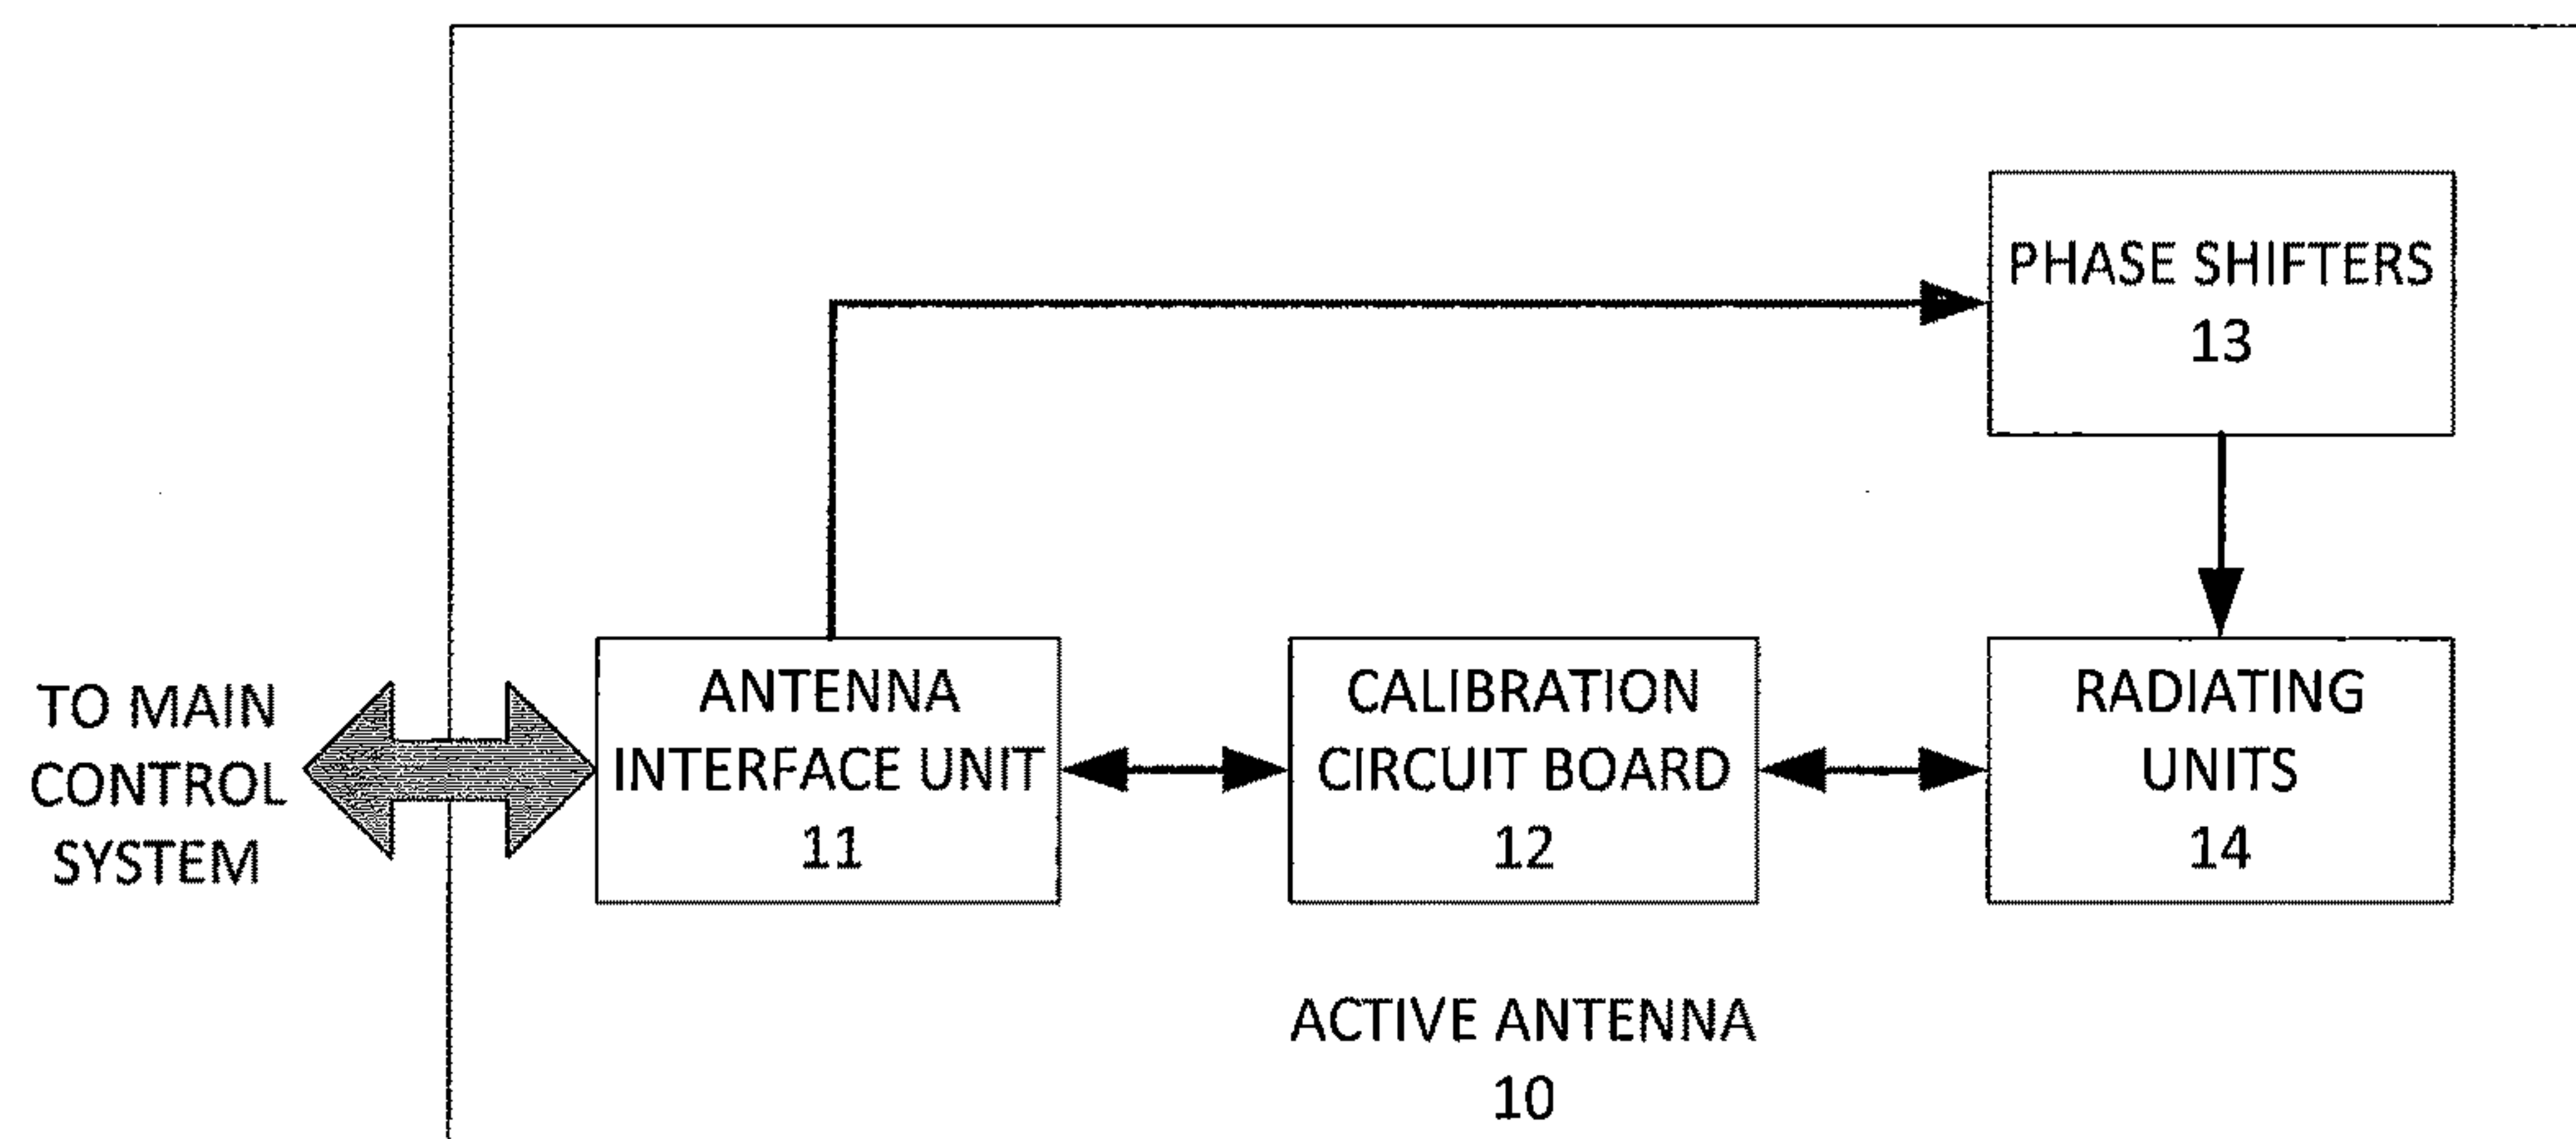 PHASE SHIFTERS
13
TO MAIN
CONTROL
SYSTEM
ANTENNA
INTERFACE UNIT
11
CALIBRATION
CIRCUIT BOARD
12
RADIATING
UNITS
14
ACTIVE ANTENNA
10